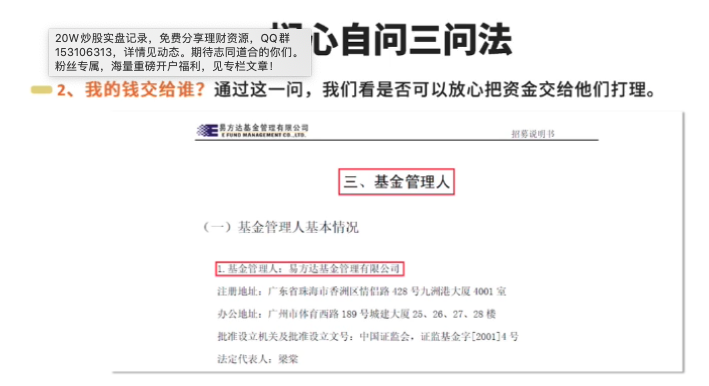 20W炒股实盘记录，免费分享理财资源，QQ群
153106313，详情见动态。期待志同道合的你们。
粉丝专属，海量重磅开户福利，见专栏文章！
心自问三问法
2、我的钱交给谁？通过这一问，我们看是否可以放心把资金交给他们打理。
易方达基金管理有限公司
E FUND MANAGEMENT CO.,LTD.
招募说明书
三、基金管理人
（一）基金管理人基本情况
1.基金管理人：易方达基金管理有限公司
注册地址：广东省珠海市香洲区情侣路 428 号九洲港大厦 4001 室
办公地址：广州市体育西路 189 号城建大厦 25、26、27、28 楼
批准设立机关及批准设立文号：中国证监会，证监基金字[2001]4 号
法定代表人：梁棠